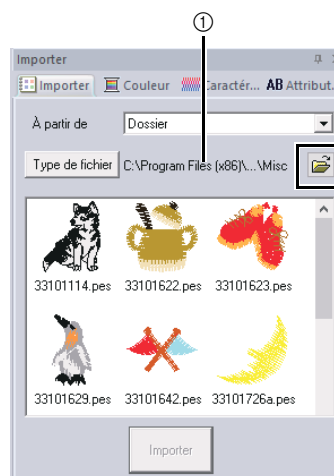 ①
Importer
Importer Couleur Caractér... AB Attribut.
À partir de Dossier
Type de fichier C:\Program Files (x86)\...\Misc
33101114.pes 33101622.pes 33101623.pes
33101629.pes 33101642.pes 33101726a.pes
Importer